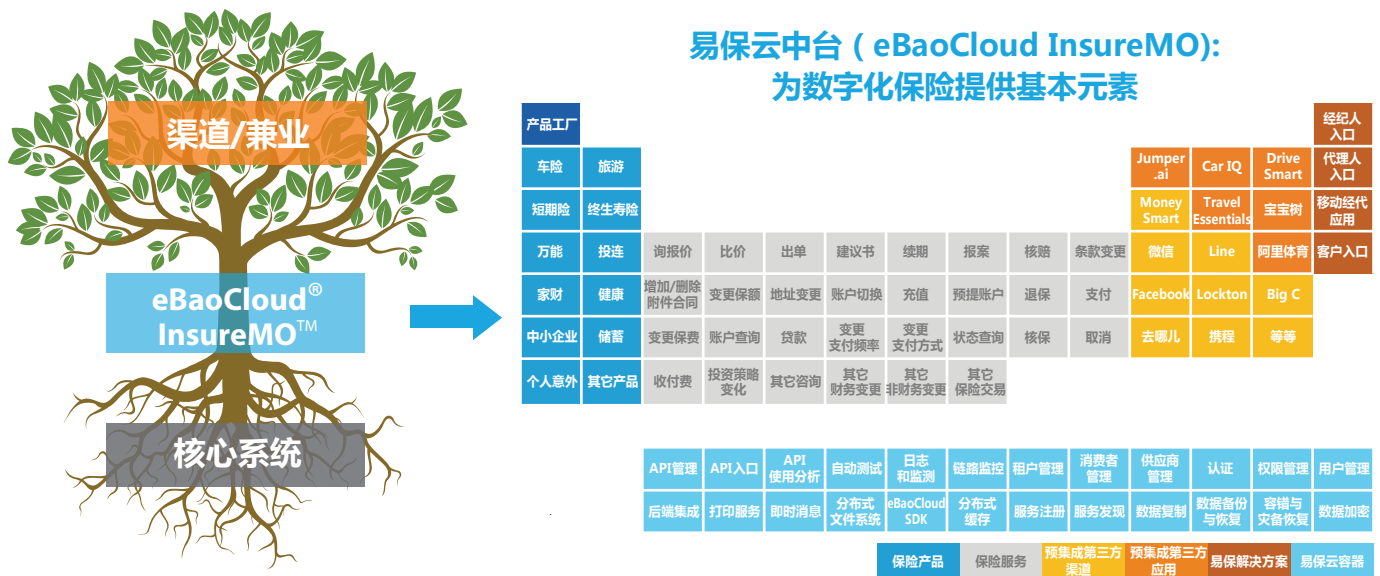 易保云中台 ( eBaoCloud InsureMO):
为数字化保险提供基本元素
渠道/兼业
eBaoCloud®
InsureMO™
核心系统
产品工厂
经纪人
入口
车险 旅游
Jumper
.ai
Car IQ
Drive
Smart
代理人
入口
短期险 终生寿险
Money
Smart
Travel
Essentials
宝宝树
移动经代
应用
万能 投连 询报价 比价 出单 建议书 续期 报案 核赔 条款变更 微信 Line 阿里体育 客户入口
家财 健康
增加/删除
附件合同
变更保额 地址变更 账户切换 充值 预提账户 退保 支付 Facebook Lockton Big C
中小企业 储蓄 变更保费 账户查询 贷款
变更
支付频率
变更
支付方式
状态查询 核保 取消 去哪儿 携程 等等
个人意外 其它产品 收付费
投资策略
变化
其它咨询
其它
财务变更
其它
非财务变更
其它
保险交易
API管理 API入口
API
使用分析
自动测试
日志
和监测
链路监控 租户管理
消费者
管理
供应商
管理
认证 权限管理 用户管理
后端集成 打印服务 即时消息
分布式
文件系统
eBaoCloud
SDK
分布式
缓存
服务注册 服务发现 数据复制
数据备份
与恢复
容错与
灾备恢复
数据加密
保险产品 保险服务
预集成第三方
渠道
预集成第三方
应用
易保解决方案 易保云容器